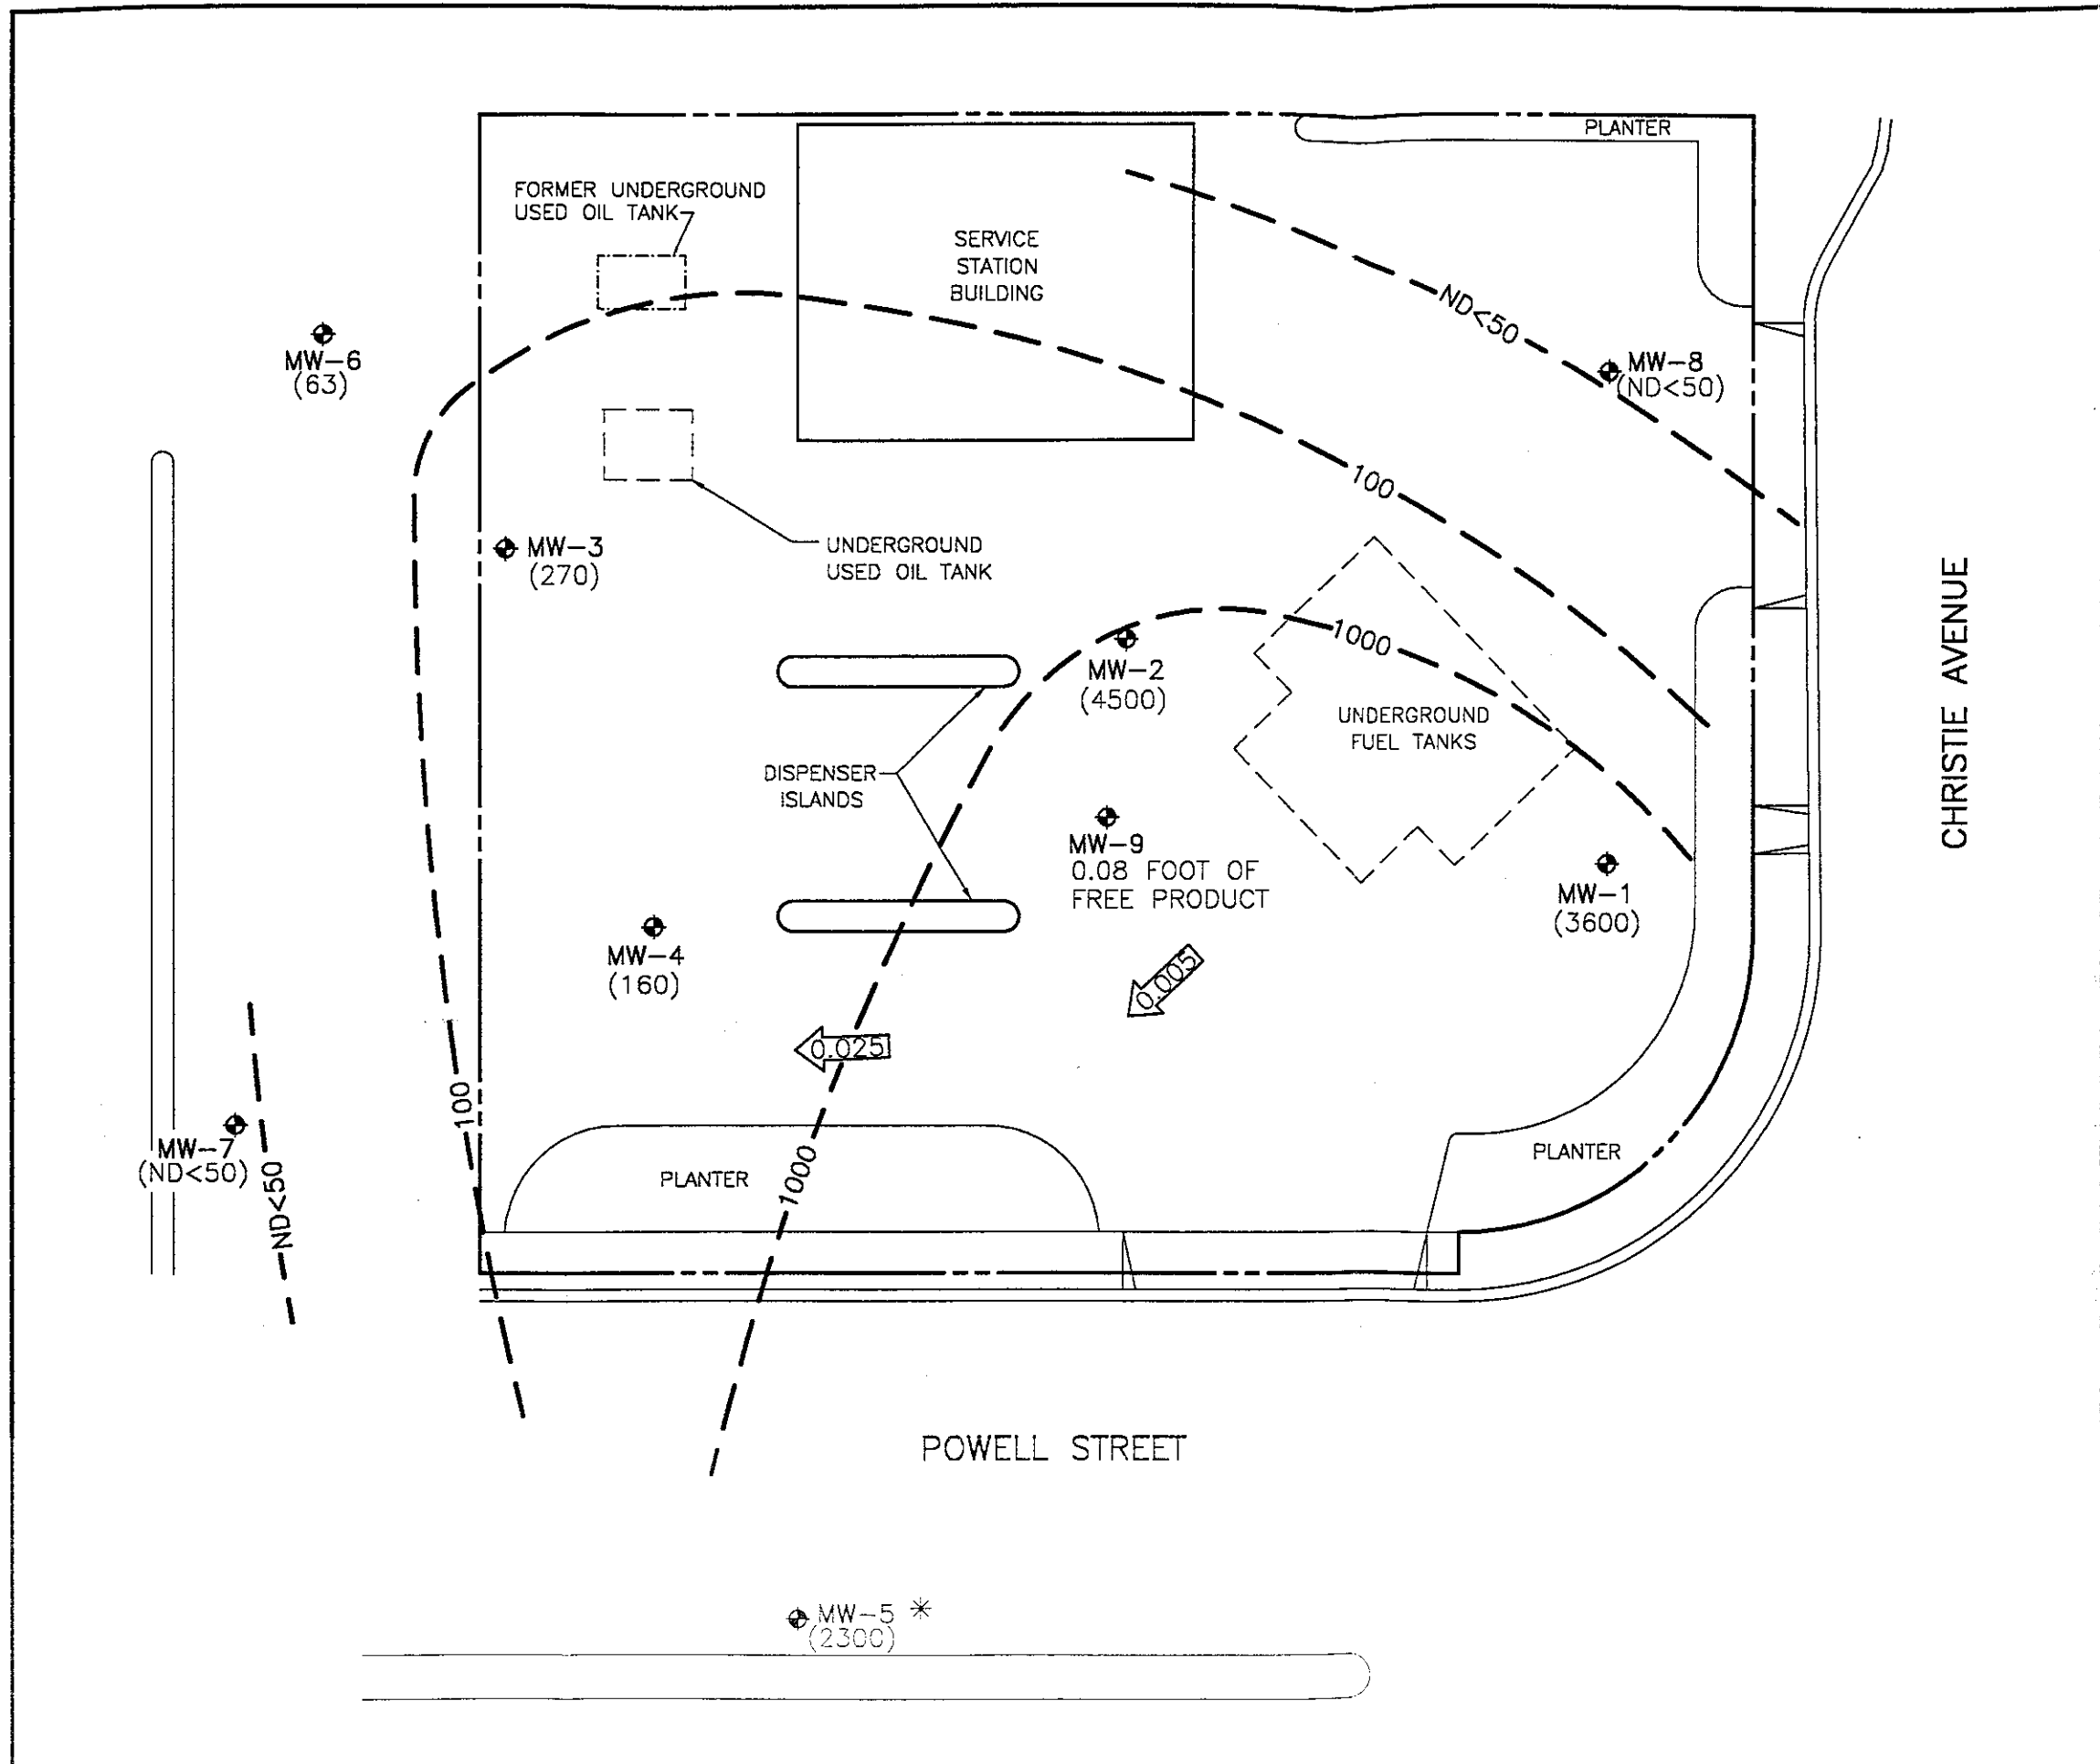 PLANTER
FORMER UNDERGROUND
USED OIL TANK
SERVICE
STATION
BUILDING
ND<50
MW-6
(63)
MW-8
(ND<50)
100
MW-3
(270)
UNDERGROUND
USED OIL TANK
CHRISTIE AVENUE
1000
MW-2
(4500)
UNDERGROUND
FUEL TANKS
DISPENSER
ISLANDS
MW-9
0.08 FOOT OF
FREE PRODUCT
MW-1
(3600)
MW-4
(160)
0.005
0.025
100
MW-7
(ND<50)
ND<50
PLANTER
1000
PLANTER
POWELL STREET
MW-5 *
(2300)